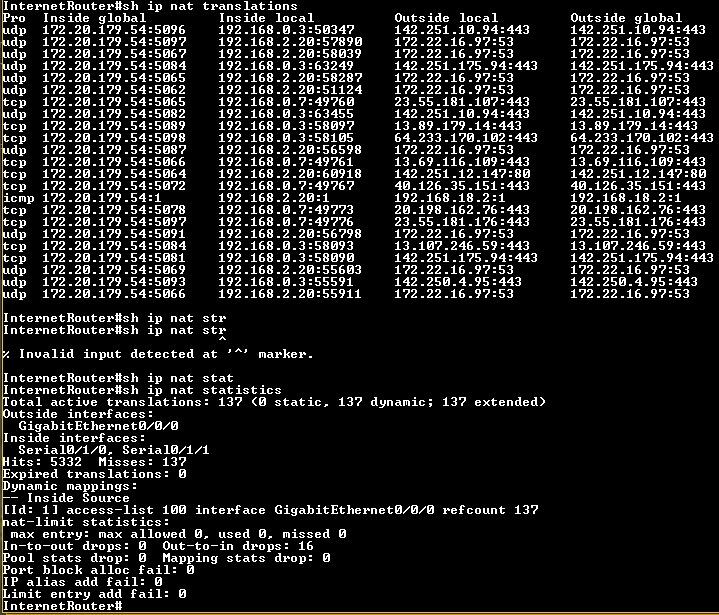 InternetRouter#sh ip nat translations
Pro  Inside global         Inside local          Outside local         Outside global
udp  172.20.179.54:5096    192.168.0.3:50347     142.251.10.94:443     142.251.10.94:443
udp  172.20.179.54:5097    192.168.2.20:57890    172.22.16.97:53       172.22.16.97:53
udp  172.20.179.54:5067    192.168.2.20:58039    172.22.16.97:53       172.22.16.97:53
udp  172.20.179.54:5084    192.168.0.3:63249     142.251.175.94:443    142.251.175.94:443
udp  172.20.179.54:5065    192.168.2.20:58287    172.22.16.97:53       172.22.16.97:53
udp  172.20.179.54:5062    192.168.2.20:51124    172.22.16.97:53       172.22.16.97:53
tcp  172.20.179.54:5065    192.168.0.7:49760     23.55.181.107:443     23.55.181.107:443
udp  172.20.179.54:5082    192.168.0.3:63455     142.251.10.94:443     142.251.10.94:443
tcp  172.20.179.54:5089    192.168.0.3:58097     13.89.179.14:443      13.89.179.14:443
tcp  172.20.179.54:5098    192.168.0.3:58105     64.233.170.102:443    64.233.170.102:443
udp  172.20.179.54:5087    192.168.2.20:56598    172.22.16.97:53       172.22.16.97:53
tcp  172.20.179.54:5066    192.168.0.7:49761     13.69.116.109:443     13.69.116.109:443
tcp  172.20.179.54:5064    192.168.2.20:60918    142.251.12.147:80     142.251.12.147:80
tcp  172.20.179.54:5072    192.168.0.7:49767     40.126.35.151:443     40.126.35.151:443
icmp 172.20.179.54:1       192.168.2.20:1        192.168.18.2:1        192.168.18.2:1
tcp  172.20.179.54:5078    192.168.0.7:49773     20.198.162.76:443     20.198.162.76:443
tcp  172.20.179.54:5097    192.168.0.7:49776     23.55.176.176:443     23.55.176.176:443
udp  172.20.179.54:5091    192.168.2.20:56798    172.22.16.97:53       172.22.16.97:53
tcp  172.20.179.54:5084    192.168.0.3:58093     13.107.246.59:443     13.107.246.59:443
tcp  172.20.179.54:5081    192.168.0.3:58090     142.251.175.94:443    142.251.175.94:443
udp  172.20.179.54:5069    192.168.2.20:55603    172.22.16.97:53       172.22.16.97:53
udp  172.20.179.54:5093    192.168.0.3:55591     142.250.4.95:443      142.250.4.95:443
udp  172.20.179.54:5066    192.168.2.20:55911    172.22.16.97:53       172.22.16.97:53
InternetRouter#sh ip nat str
InternetRouter#sh ip nat str
^
% Invalid input detected at '^' marker.
InternetRouter#sh ip nat stat
InternetRouter#sh ip nat statistics
Total active translations: 137 (0 static, 137 dynamic; 137 extended)
Outside interfaces:
GigabitEthernet0/0/0
Inside interfaces:
Serial0/1/0, Serial0/1/1
Hits: 5332  Misses: 137
Expired translations: 0
Dynamic mappings:
-- Inside Source
[Id: 1] access-list 100 interface GigabitEthernet0/0/0 refcount 137
nat-limit statistics:
max entry: max allowed 0, used 0, missed 0
In-to-out drops: 0  Out-to-in drops: 16
Pool stats drop: 0  Mapping stats drop: 0
Port block alloc fail: 0
IP alias add fail: 0
Limit entry add fail: 0
InternetRouter#